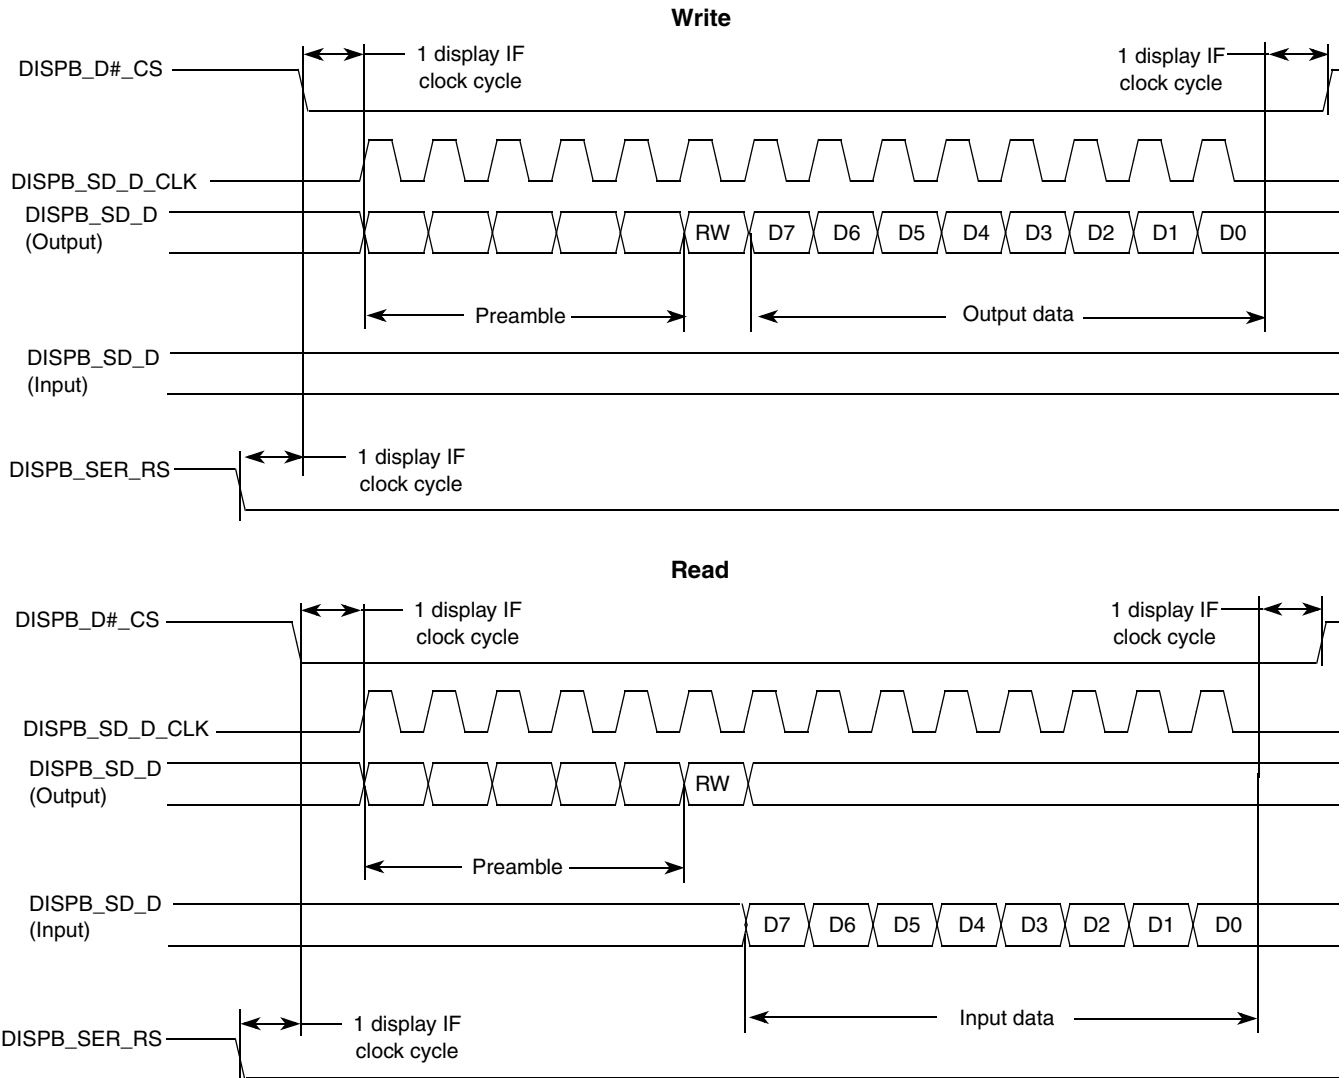 Write
DISPB_D#_CS
1 display IF
clock cycle
1 display IF
clock cycle
DISPB_SD_D_CLK
DISPB_SD_D
(Output)
RW D7 D6 D5 D4 D3 D2 D1 D0
Preamble
Output data
DISPB_SD_D
(Input)
DISPB_SER_RS
1 display IF
clock cycle
Read
DISPB_D#_CS
1 display IF
clock cycle
1 display IF
clock cycle
DISPB_SD_D_CLK
DISPB_SD_D
(Output)
RW
Preamble
DISPB_SD_D
(Input)
D7 D6 D5 D4 D3 D2 D1 D0
Input data
DISPB_SER_RS
1 display IF
clock cycle